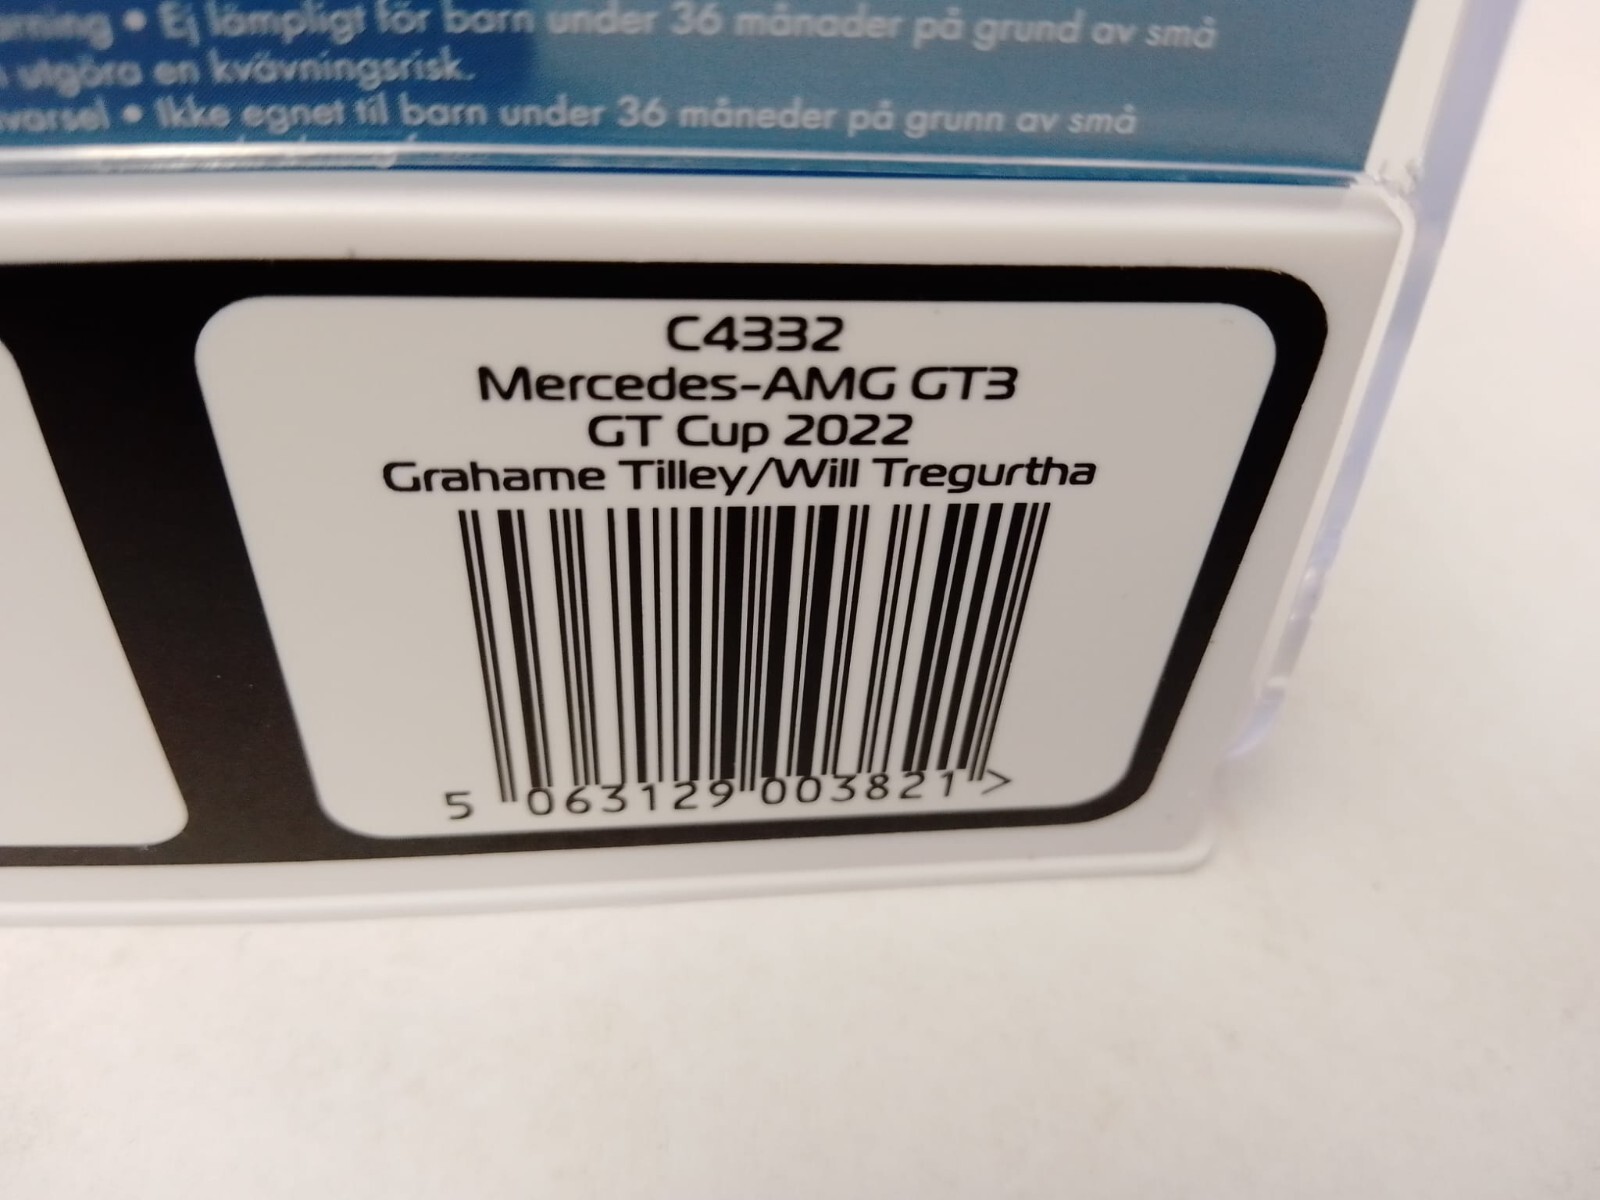 • Ej lämpligt för barn under 36 månader på grund av små
utgöra en kvävningsrisk.
• Ikke egnet til barn under 36 måneder på grunn av små
C4332
Mercedes-AMG GT3
GT Cup 2022
Grahame Tilley/Will Tregurtha
5 063129 003821 >